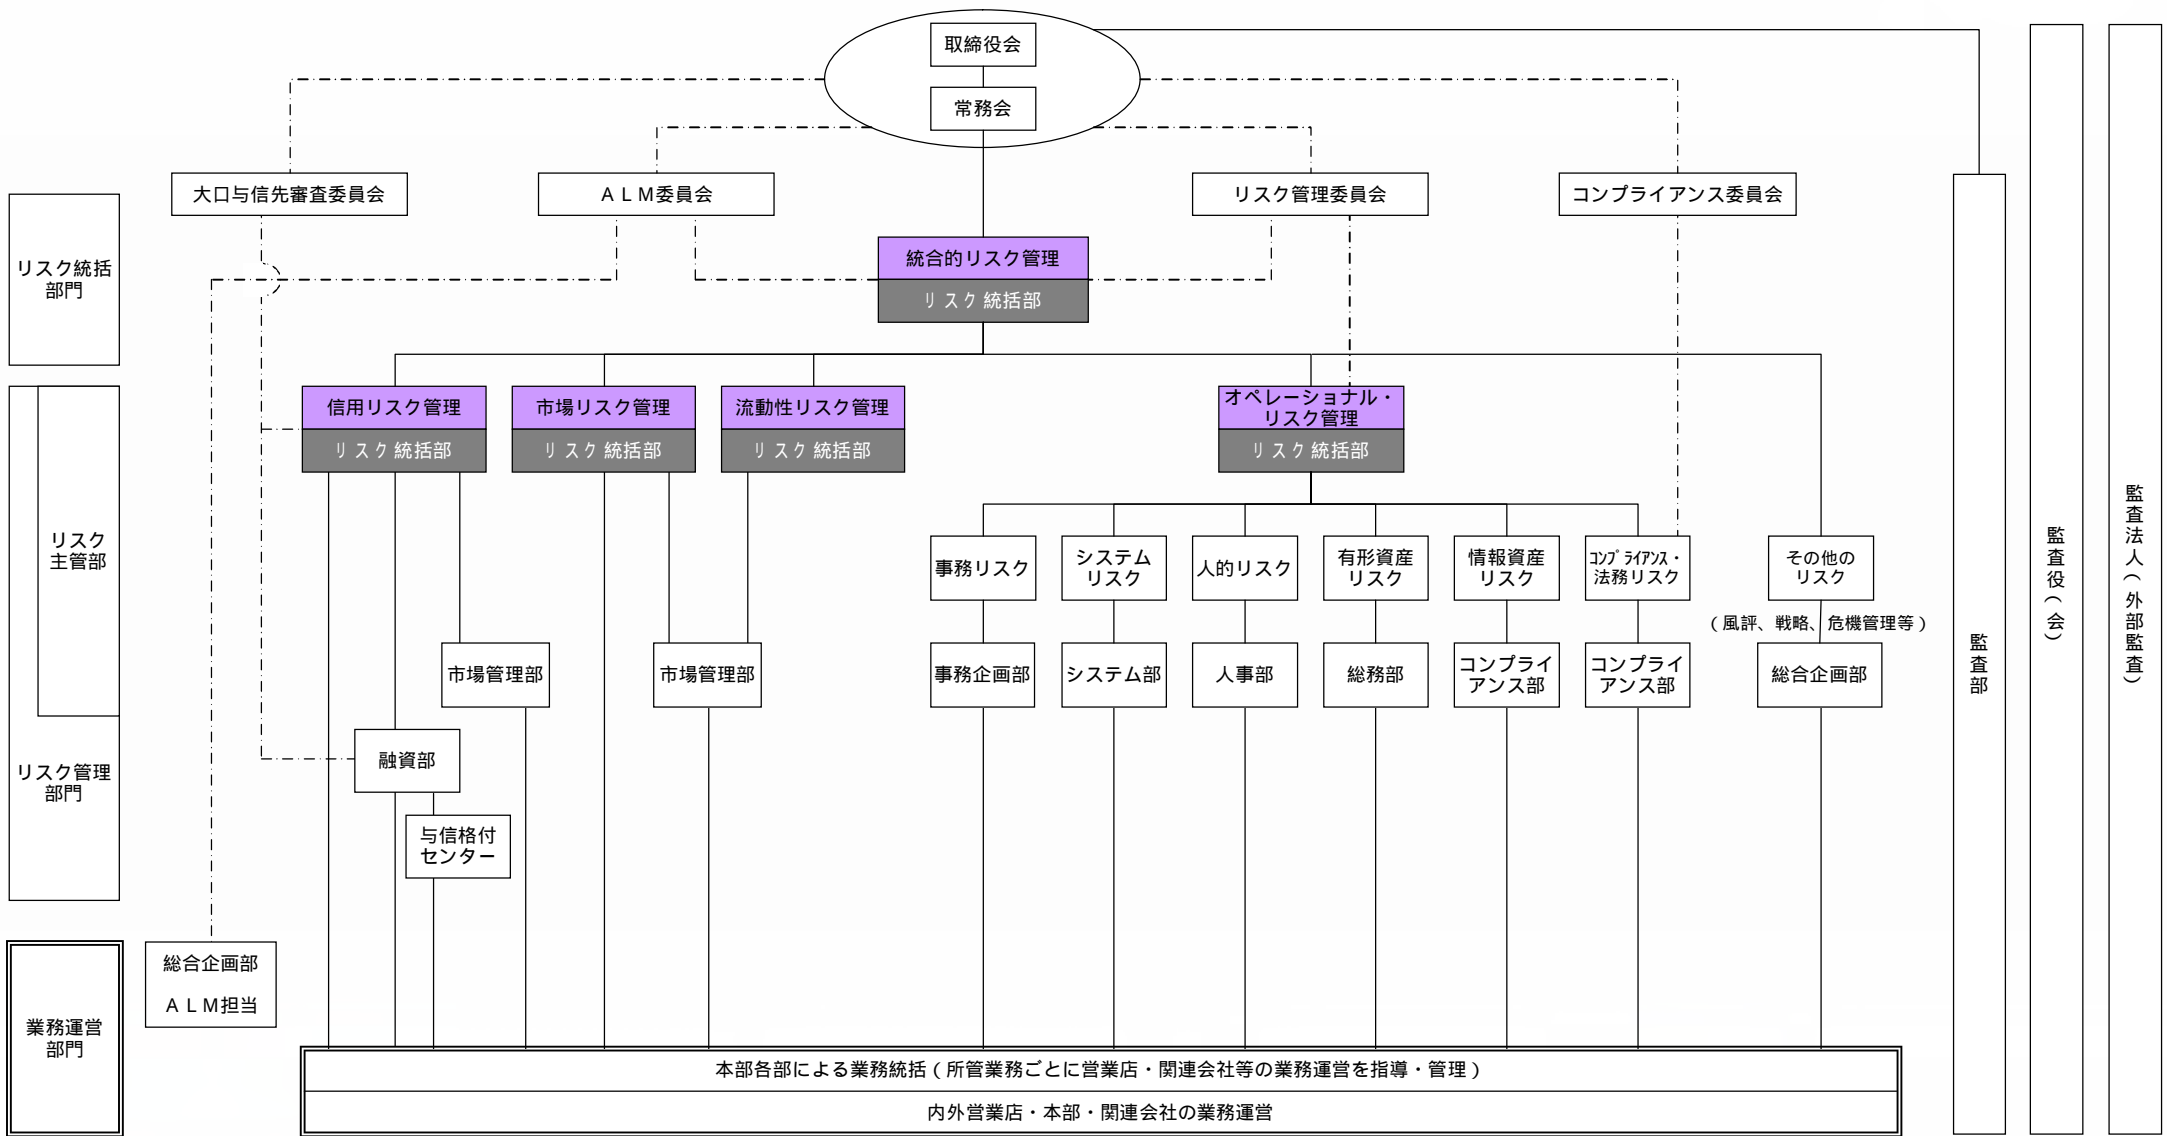 取締役会
常務会
大口与信先審査委員会
ＡＬＭ委員会
リスク管理委員会
コンプライアンス委員会
リスク統括
部門
統合的リスク管理
リスク統括部
信用リスク管理
リスク統括部
市場リスク管理
リスク統括部
流動性リスク管理
リスク統括部
オペレーショナル・
リスク管理
リスク統括部
リスク
主管部
事務リスク
システム
リスク
人的リスク
有形資産
リスク
情報資産
リスク
ｺﾝﾌﾟﾗｲｱﾝｽ・
法務リスク
その他の
リスク
（風評、戦略、危機管理等）
市場管理部
市場管理部
事務企画部
システム部
人事部
総務部
コンプライ
アンス部
コンプライ
アンス部
総合企画部
リスク管理
部門
融資部
与信格付
センター
業務運営
部門
総合企画部
ＡＬＭ担当
本部各部による業務統括（所管業務ごとに営業店・関連会社等の業務運営を指導・管理）
内外営業店・本部・関連会社の業務運営
監査部
監査役（会）
監査法人（外部監査）